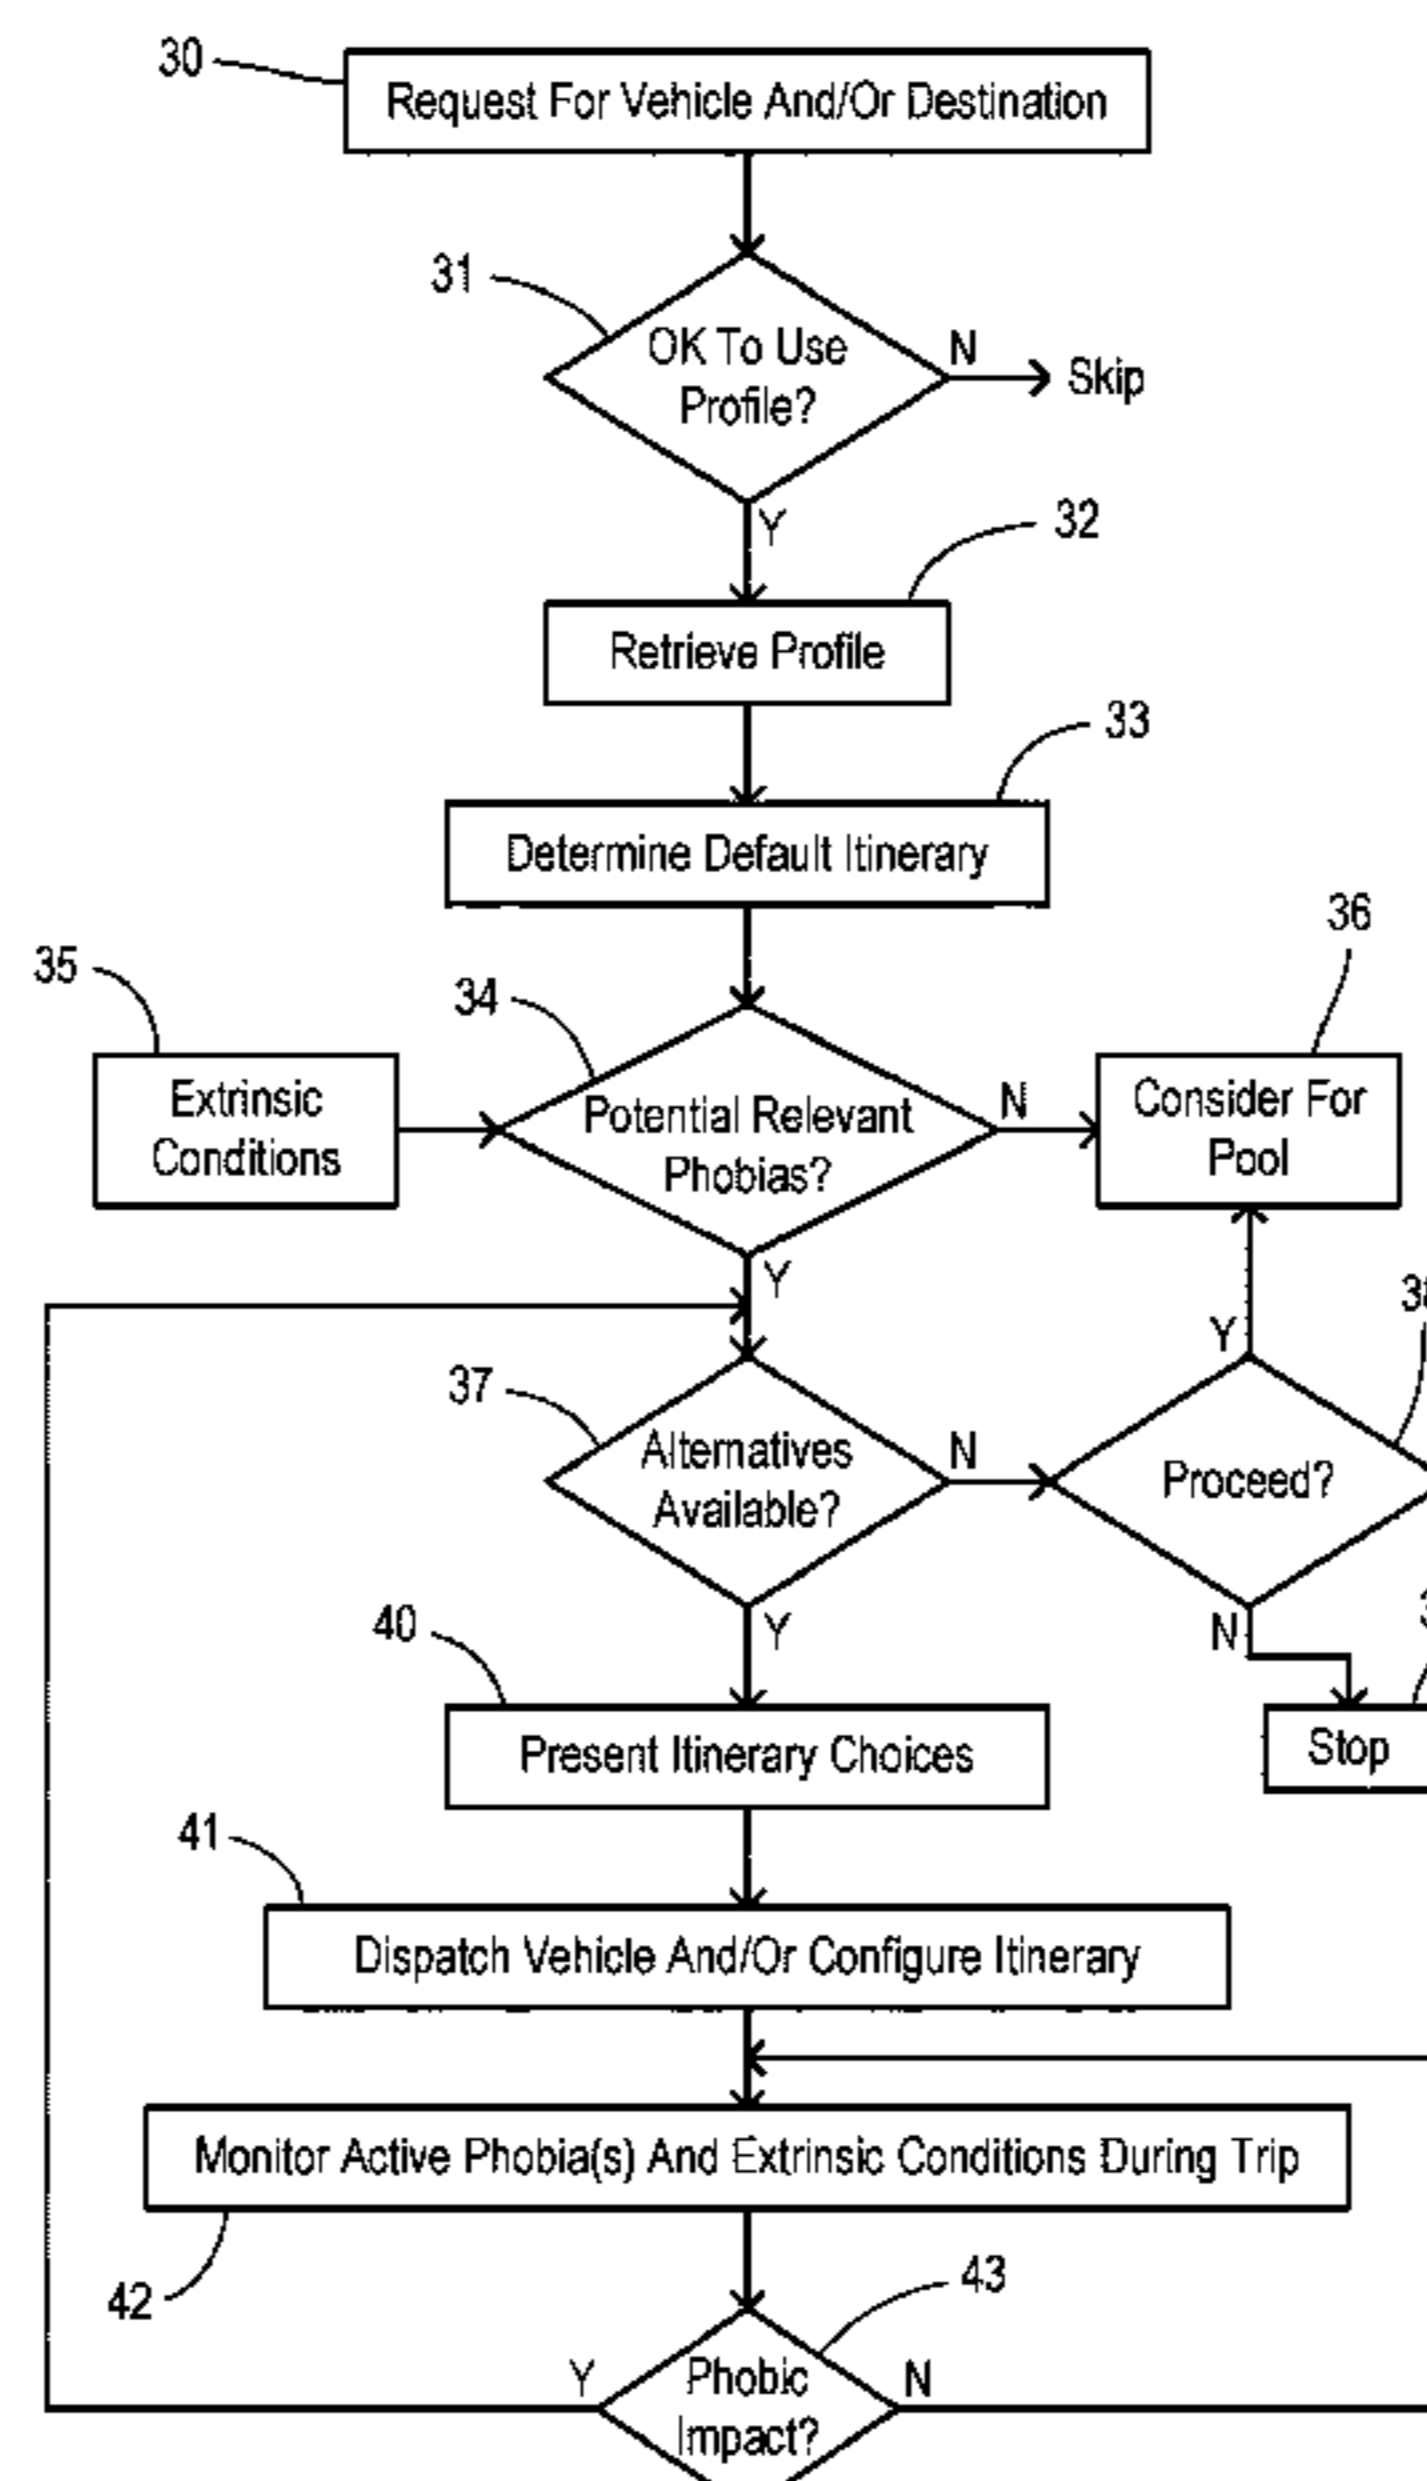 30
Request For Vehicle And/Or Destination
31
OK To Use
Profile?
N
Skip
Y
32
Retrieve Profile
33
Determine Default Itinerary
36
35
34
Extrinsic
Conditions
Potential Relevant
Phobias?
N
Consider For
Pool
Y
37
Y
Alternatives
Available?
N
Proceed?
40
Y
N
Present Itinerary Choices
Stop
41
Dispatch Vehicle And/Or Configure Itinerary
Monitor Active Phobia(s) And Extrinsic Conditions During Trip
42
43
Y
Phobic
Impact?
N